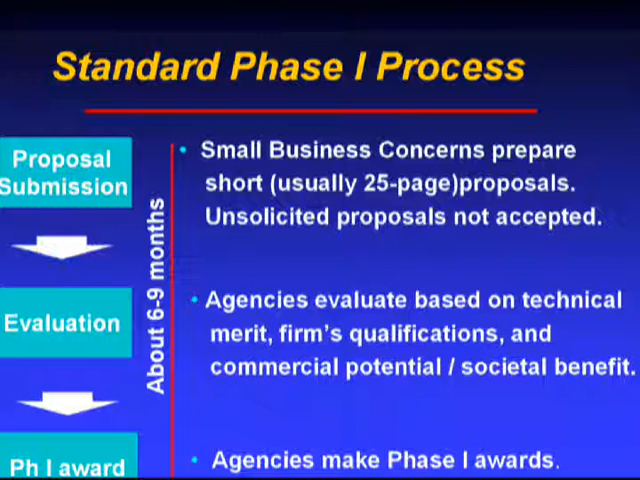 Standard Phase I Process
Proposal
Submission
About 6-9 months
• Small Business Concerns prepare
short (usually 25-page)proposals.
Unsolicited proposals not accepted.
Evaluation
• Agencies evaluate based on technical
merit, firm's qualifications, and
commercial potential / societal benefit.
Ph I award
• Agencies make Phase I awards.